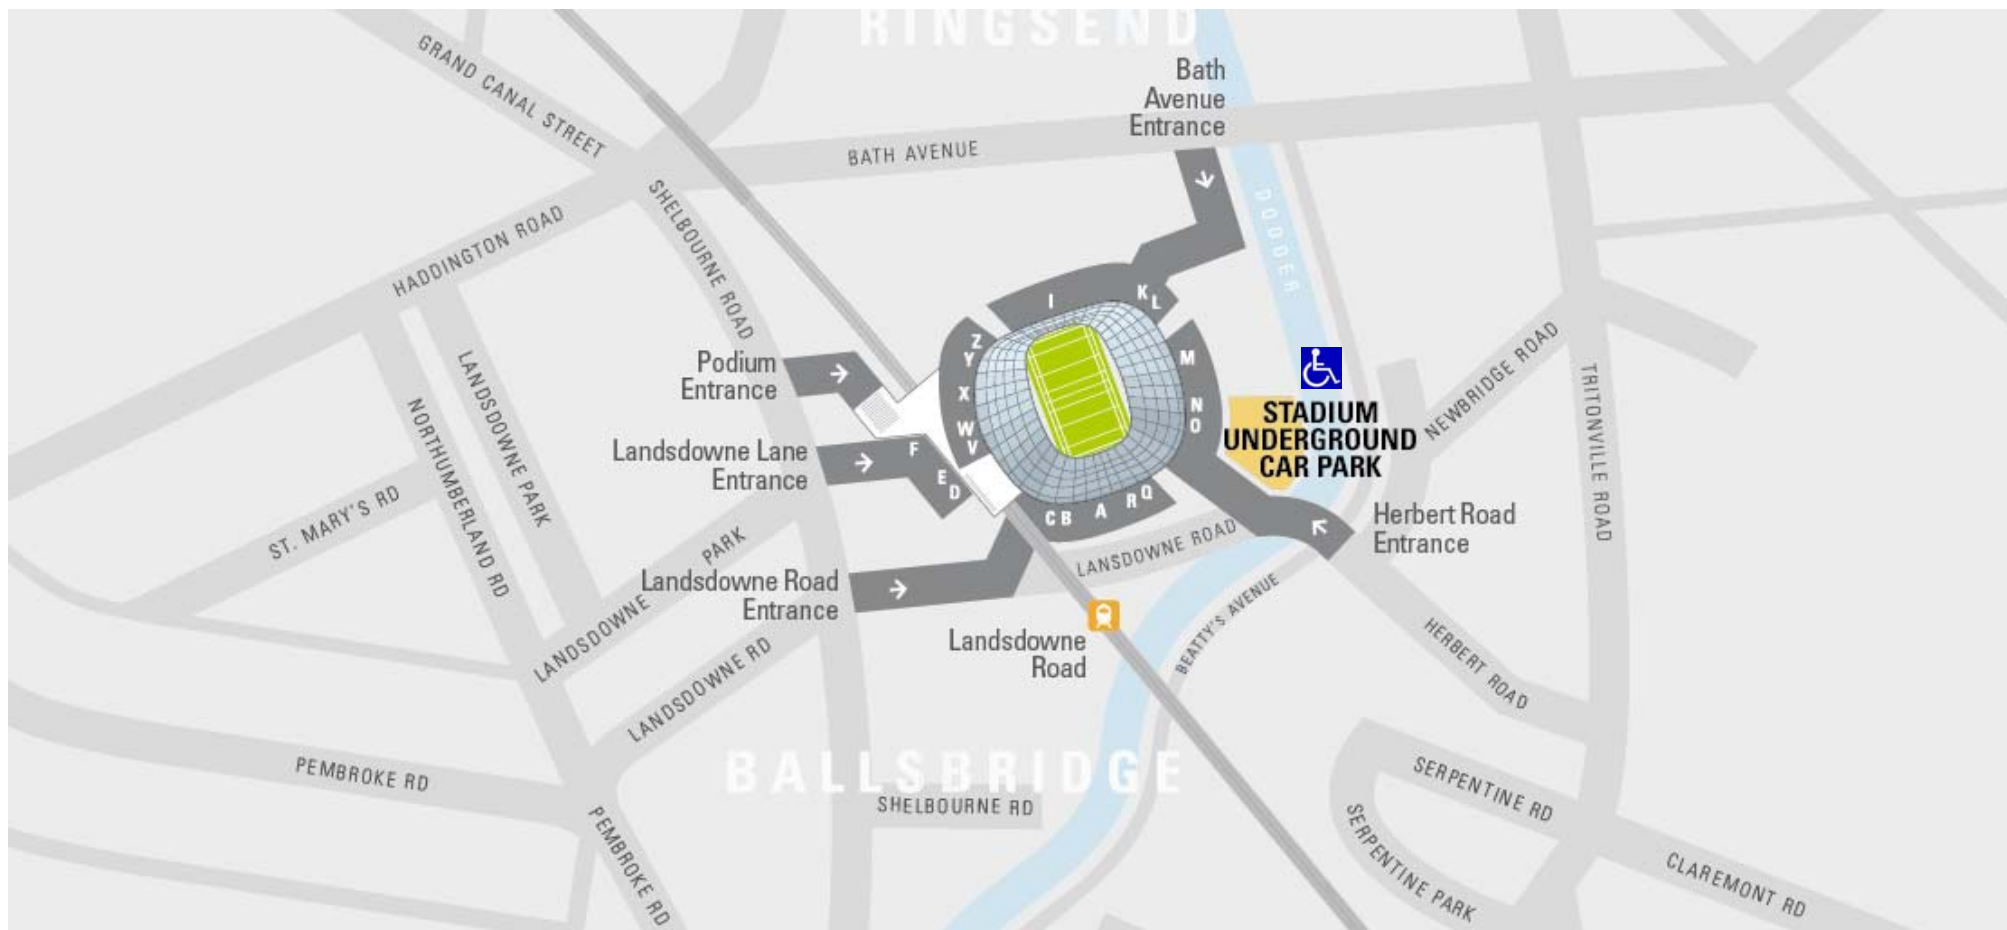 RINGSEND
Bath
Avenue
Entrance
GRAND CANAL STREET
BATH AVENUE
DODDER
HADDINGTON ROAD
SHELBOURNE ROAD
I
K
L
Z
Y
X
W
V
M
N
O
Podium
Entrance
STADIUM
UNDERGROUND
CAR PARK
NEWBRIDGE ROAD
TRITONVILLE ROAD
LANDSDOWNE PARK
NORTHUMBERLAND RD
Landsdowne Lane
Entrance
F
E
D
C
B
A
R
Q
ST. MARY'S RD
Herbert Road
Entrance
LANSDOWNE ROAD
LANDSDOWNE PARK
Landsdowne Road
Entrance
BEATTY'S AVENUE
Landsdowne
Road
HERBERT ROAD
LANDSDOWNE RD
BALLSBRIDGE
PEMBROKE RD
SHELBOURNE RD
SERPENTINE RD
PEMBROKE RD
SERPENTINE PARK
CLAREMONT RD